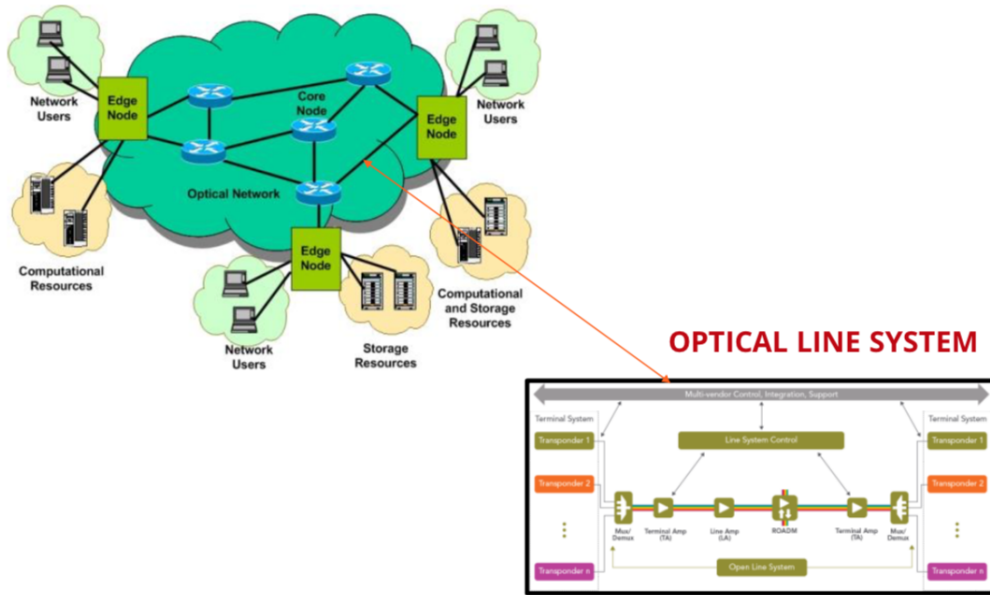 Network
Users
Edge
Node
Core
Node
Edge
Node
Network
Users
Optical Network
Computational
Resources
Edge
Node
Network
Users
Storage
Resources
Computational
and Storage
Resources
OPTICAL LINE SYSTEM
Multi-vendor Control, Integration, Support
Terminal System
Terminal System
Transponder 1
Line System Control
Transponder 1
Transponder 2
Transponder 2
Mux/
Demus
Terminal Amp
(TA)
Line Amp
(LA)
ROADM
Terminal Amp
(TA)
Mux/
Demus
Transponder n
Open Line System
Transponder n